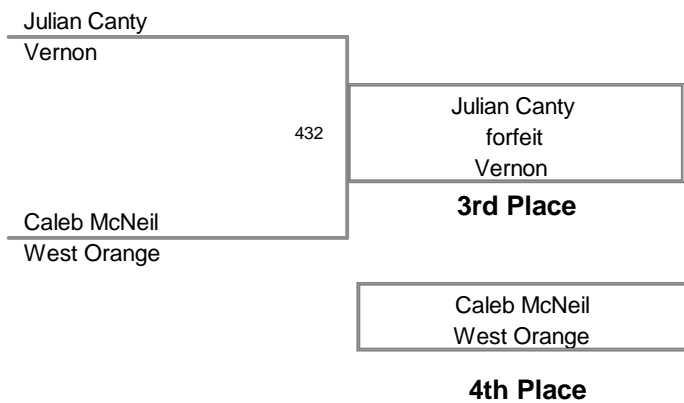 Julian Canty
Vernon
432
Julian Canty
forfeit
Vernon
3rd Place
Caleb McNeil
West Orange
Caleb McNeil
West Orange
4th Place